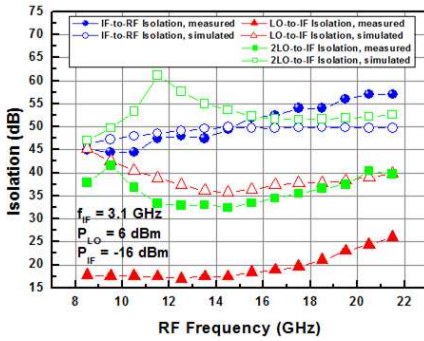 IF-to-RF Isolation, measured
IF-to-RF Isolation, simulated
LO-to-IF Isolation, measured
LO-to-IF Isolation, simulated
2LO-to-IF Isolation, measured
2LO-to-IF Isolation, simulated
75
70
65
60
55
50
45
40
35
30
25
20
15
Isolation (dB)
f_IF = 3.1 GHz
P_LO = 6 dBm
P_IF = -16 dBm
8 10 12 14 16 18 20 22
RF Frequency (GHz)